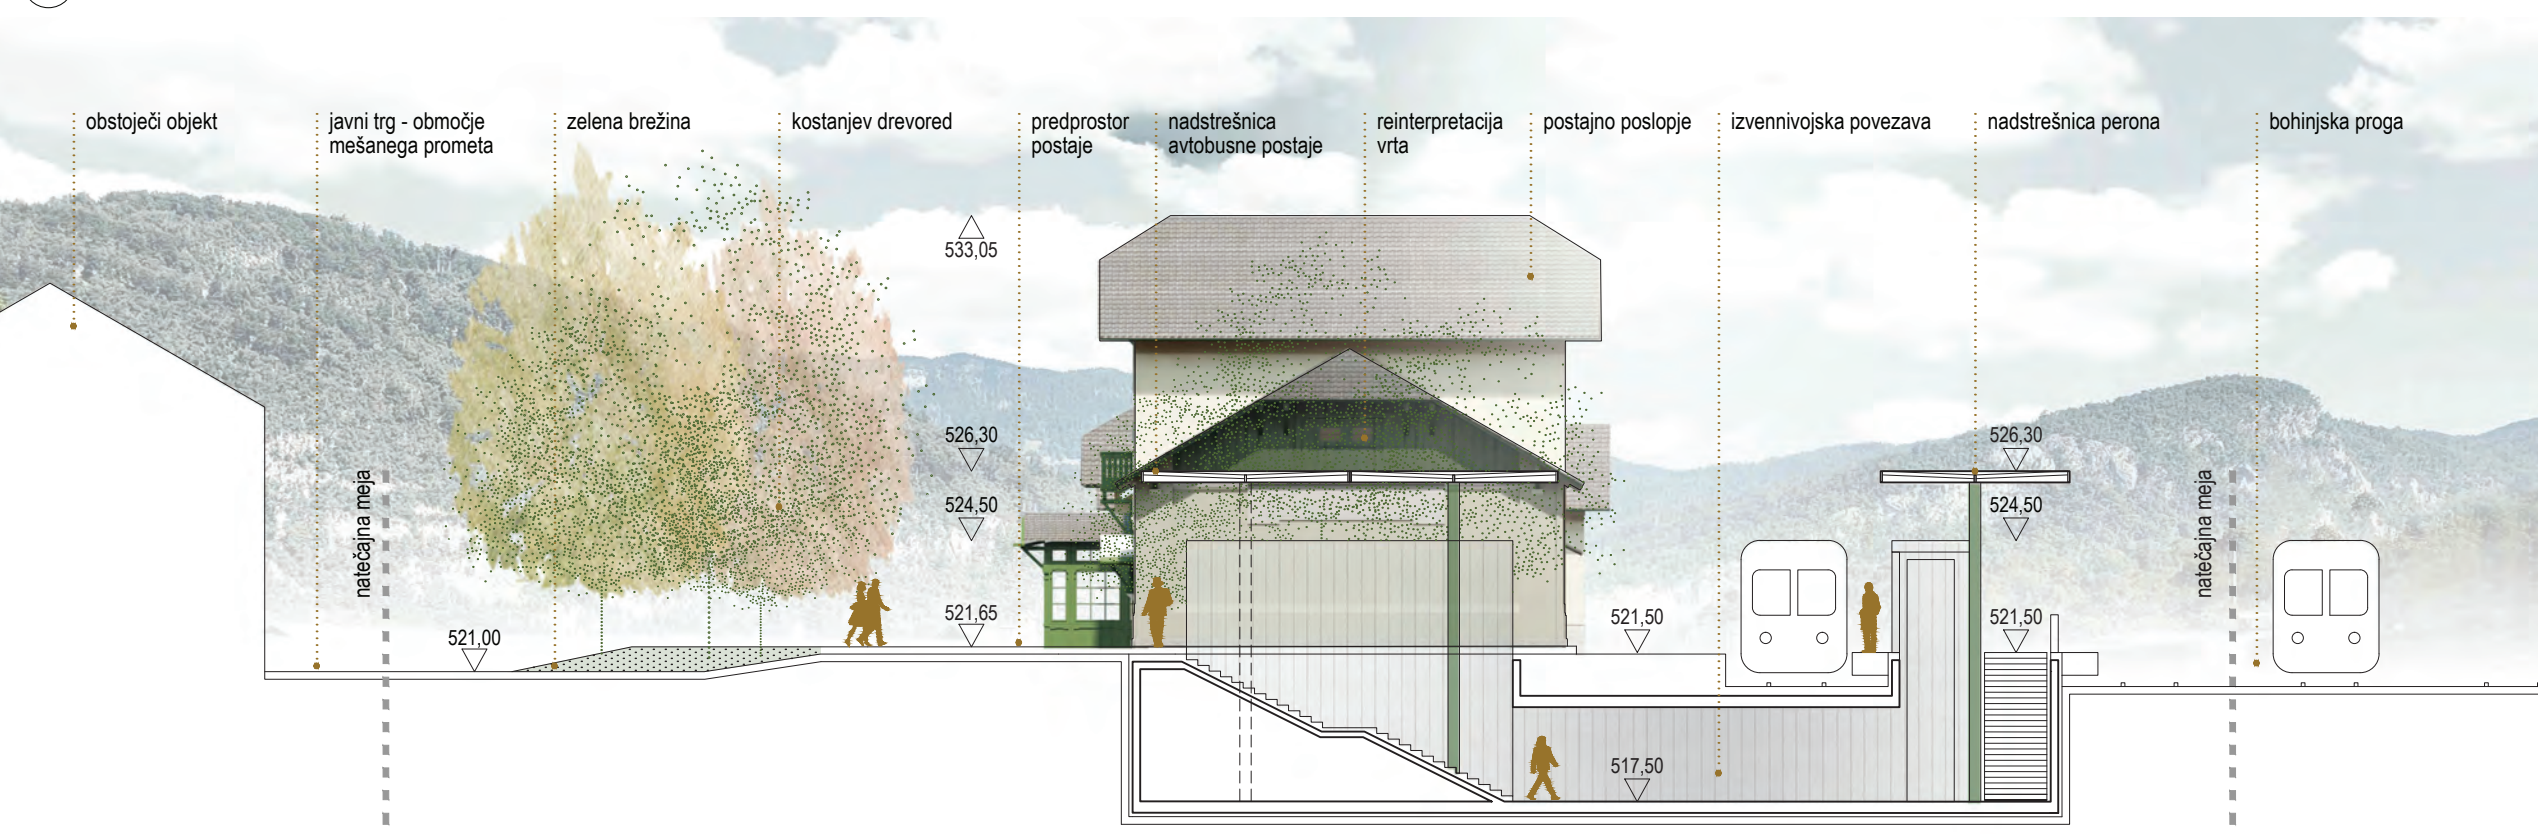 obstoječi objekt
javni trg - območje
mešanega prometa
zelena brežina
kostanjev drevored
predprostor
postaje
nadstrešnica
avtobusne postaje
reinterpretacija
vrta
postajno poslopje
izvennivojska povezava
nadstrešnica perona
bohinjska proga
533,05
526,30
524,50
521,65
521,00
natečajna meja
521,50
517,50
526,30
524,50
521,50
natečajna meja